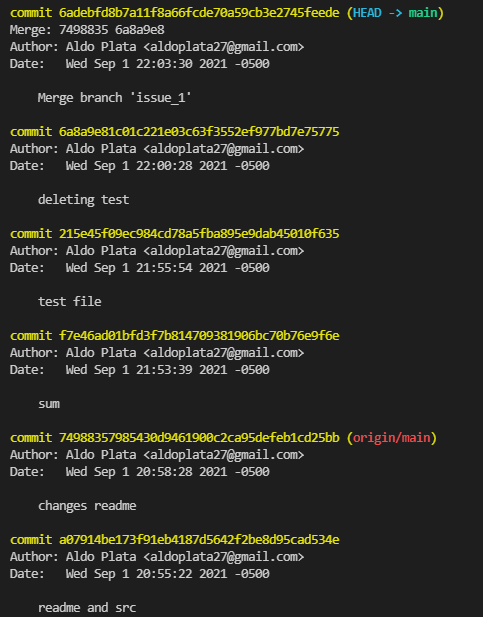 commit 6adebfd8b7a11f8a66fcde70a59cb3e2745feede (HEAD -> main)
Merge: 7498835 6a8a9e8
Author: Aldo Plata <aldoplata27@gmail.com>
Date:   Wed Sep 1 22:03:30 2021 -0500
    Merge branch 'issue_1'
commit 6a8a9e81c01c221e03c63f3552ef977bd7e75775
Author: Aldo Plata <aldoplata27@gmail.com>
Date:   Wed Sep 1 22:00:28 2021 -0500
    deleting test
commit 215e45f09ec984cd78a5fba895e9dab45010f635
Author: Aldo Plata <aldoplata27@gmail.com>
Date:   Wed Sep 1 21:55:54 2021 -0500
    test file
commit f7e46ad01bfd3f7b814709381906bc70b76e9f6e
Author: Aldo Plata <aldoplata27@gmail.com>
Date:   Wed Sep 1 21:53:39 2021 -0500
    sum
commit 74988357985430d9461900c2ca95defeb1cd25bb (origin/main)
Author: Aldo Plata <aldoplata27@gmail.com>
Date:   Wed Sep 1 20:58:28 2021 -0500
    changes readme
commit a07914be173f91eb4187d5642f2be8d95cad534e
Author: Aldo Plata <aldoplata27@gmail.com>
Date:   Wed Sep 1 20:55:22 2021 -0500
    readme and src